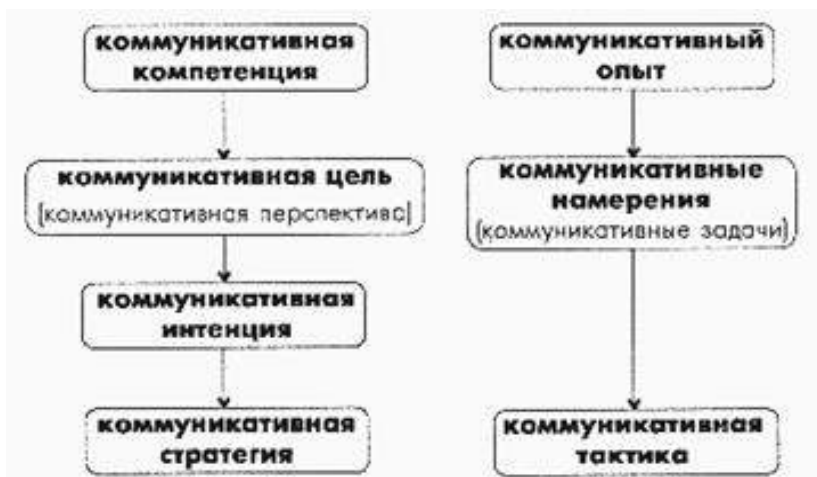 коммуникативная
компетенция
коммуникативная цель
(коммуникативная перспектива)
коммуникативная
интенция
коммуникативная
стратегия
коммуникативный
опыт
коммуникативные
намерения
(коммуникативные задачи)
коммуникативная
тактика